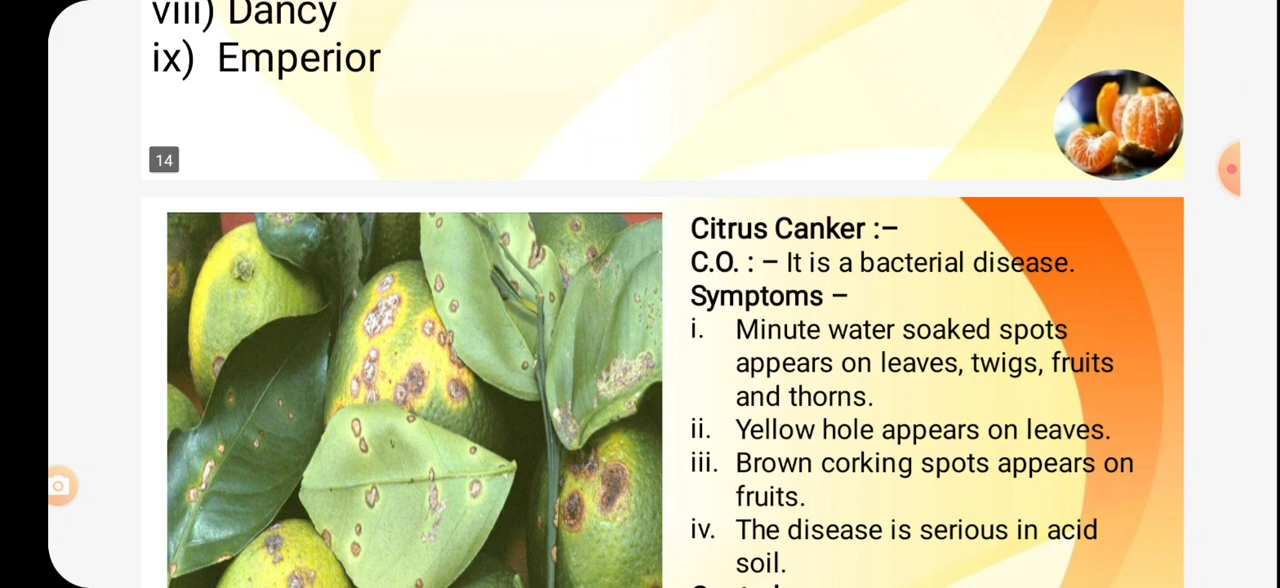 viii) Dancy
ix) Emperior
14
Citrus Canker :–
C.O. : – It is a bacterial disease.
Symptoms –
i. Minute water soaked spots
appears on leaves, twigs, fruits
and thorns.
ii. Yellow hole appears on leaves.
iii. Brown corking spots appears on
fruits.
iv. The disease is serious in acid
soil.